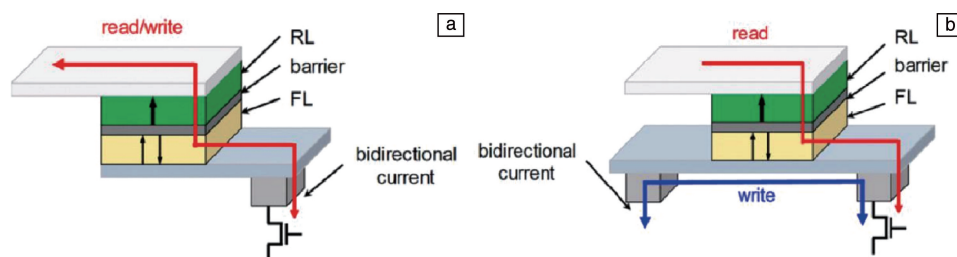 read/write
a
RL
barrier
FL
bidirectional
current
read
b
RL
barrier
FL
bidirectional
current
write